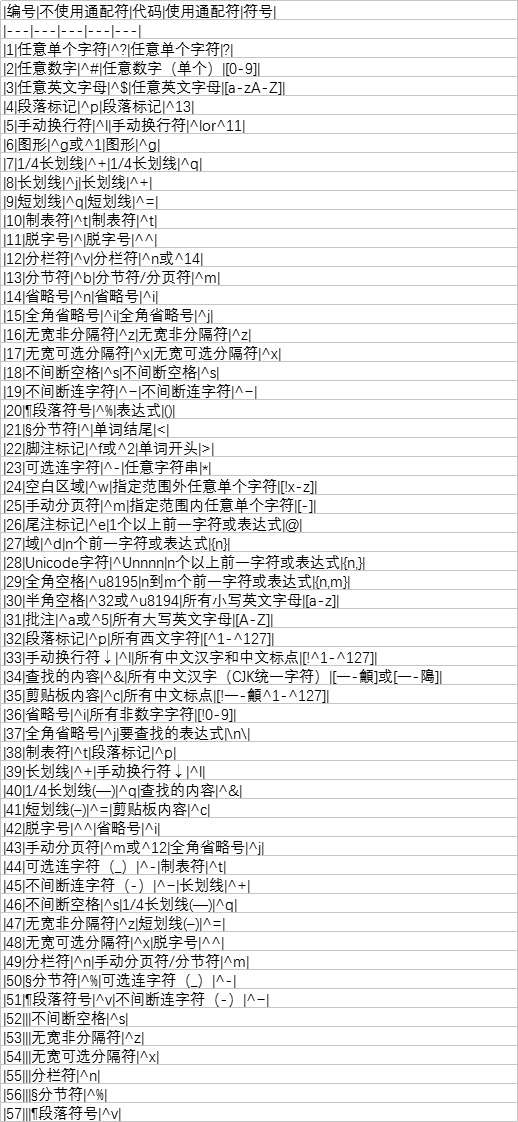 |编号|不使用通配符|代码|使用通配符|符号|
|---|---|---|---|---|
|1|任意单个字符|^?|任意单个字符|?|
|2|任意数字|^#|任意数字（单个）|[0-9]|
|3|任意英文字母|^$|任意英文字母|[a-zA-Z]|
|4|段落标记|^p|段落标记|^13|
|5|手动换行符|^l|手动换行符|^lor^11|
|6|图形|^g或^1|图形|^g|
|7|1/4长划线|^+|1/4长划线|^q|
|8|长划线|^j|长划线|^+|
|9|短划线|^q|短划线|^=|
|10|制表符|^t|制表符|^t|
|11|脱字号|^|脱字号|^^|
|12|分栏符|^v|分栏符|^n或^14|
|13|分节符|^b|分节符/分页符|^m|
|14|省略号|^n|省略号|^i|
|15|全角省略号|^i|全角省略号|^j|
|16|无宽非分隔符|^z|无宽非分隔符|^z|
|17|无宽可选分隔符|^x|无宽可选分隔符|^x|
|18|不间断空格|^s|不间断空格|^s|
|19|不间断连字符|^~|不间断连字符|^~|
|20|¶段落符号|^%|表达式|()|
|21|§分节符|^|单词结尾|<|
|22|脚注标记|^f或^2|单词开头|>|
|23|可选连字符|^-|任意字符串|*|
|24|空白区域|^w|指定范围外任意单个字符|[!x-z]|
|25|手动分页符|^m|指定范围内任意单个字符|[-]|
|26|尾注标记|^e|1个以上前一字符或表达式|@|
|27|域|^d|n个前一字符或表达式|{n}|
|28|Unicode字符|^Unnnn|n个以上前一字符或表达式|{n,}|
|29|全角空格|^u8195|n到m个前一字符或表达式|{n,m}|
|30|半角空格|^32或^u8194|所有小写英文字母|[a-z]|
|31|批注|^a或^5|所有大写英文字母|[A-Z]|
|32|段落标记|^p|所有西文字符|[^1-^127]|
|33|手动换行符↓|^l|所有中文汉字和中文标点|[!^1-^127]|
|34|查找的内容|^&|所有中文汉字（CJK统一字符）|[一-龥]或[一-隝]|
|35|剪贴板内容|^c|所有中文标点|[!一-龥^1-^127]|
|36|省略号|^i|所有非数字字符|[!0-9]|
|37|全角省略号|^j|要查找的表达式|\n\|
|38|制表符|^t|段落标记|^p|
|39|长划线|^+|手动换行符↓|^l|
|40|1/4长划线(—)|^q|查找的内容|^&|
|41|短划线(–)|^=|剪贴板内容|^c|
|42|脱字号|^^|省略号|^i|
|43|手动分页符|^m或^12|全角省略号|^j|
|44|可选连字符（_）|^-|制表符|^t|
|45|不间断连字符（-）|^~|长划线|^+|
|46|不间断空格|^s|1/4长划线(—)|^q|
|47|无宽非分隔符|^z|短划线(–)|^=|
|48|无宽可选分隔符|^x|脱字号|^^|
|49|分栏符|^n|手动分页符/分节符|^m|
|50|§分节符|^%|可选连字符（_）|^-|
|51|¶段落符号|^v|不间断连字符（-）|^~|
|52|||不间断空格|^s|
|53|||无宽非分隔符|^z|
|54|||无宽可选分隔符|^x|
|55|||分栏符|^n|
|56|||§分节符|^%|
|57|||¶段落符号|^v|